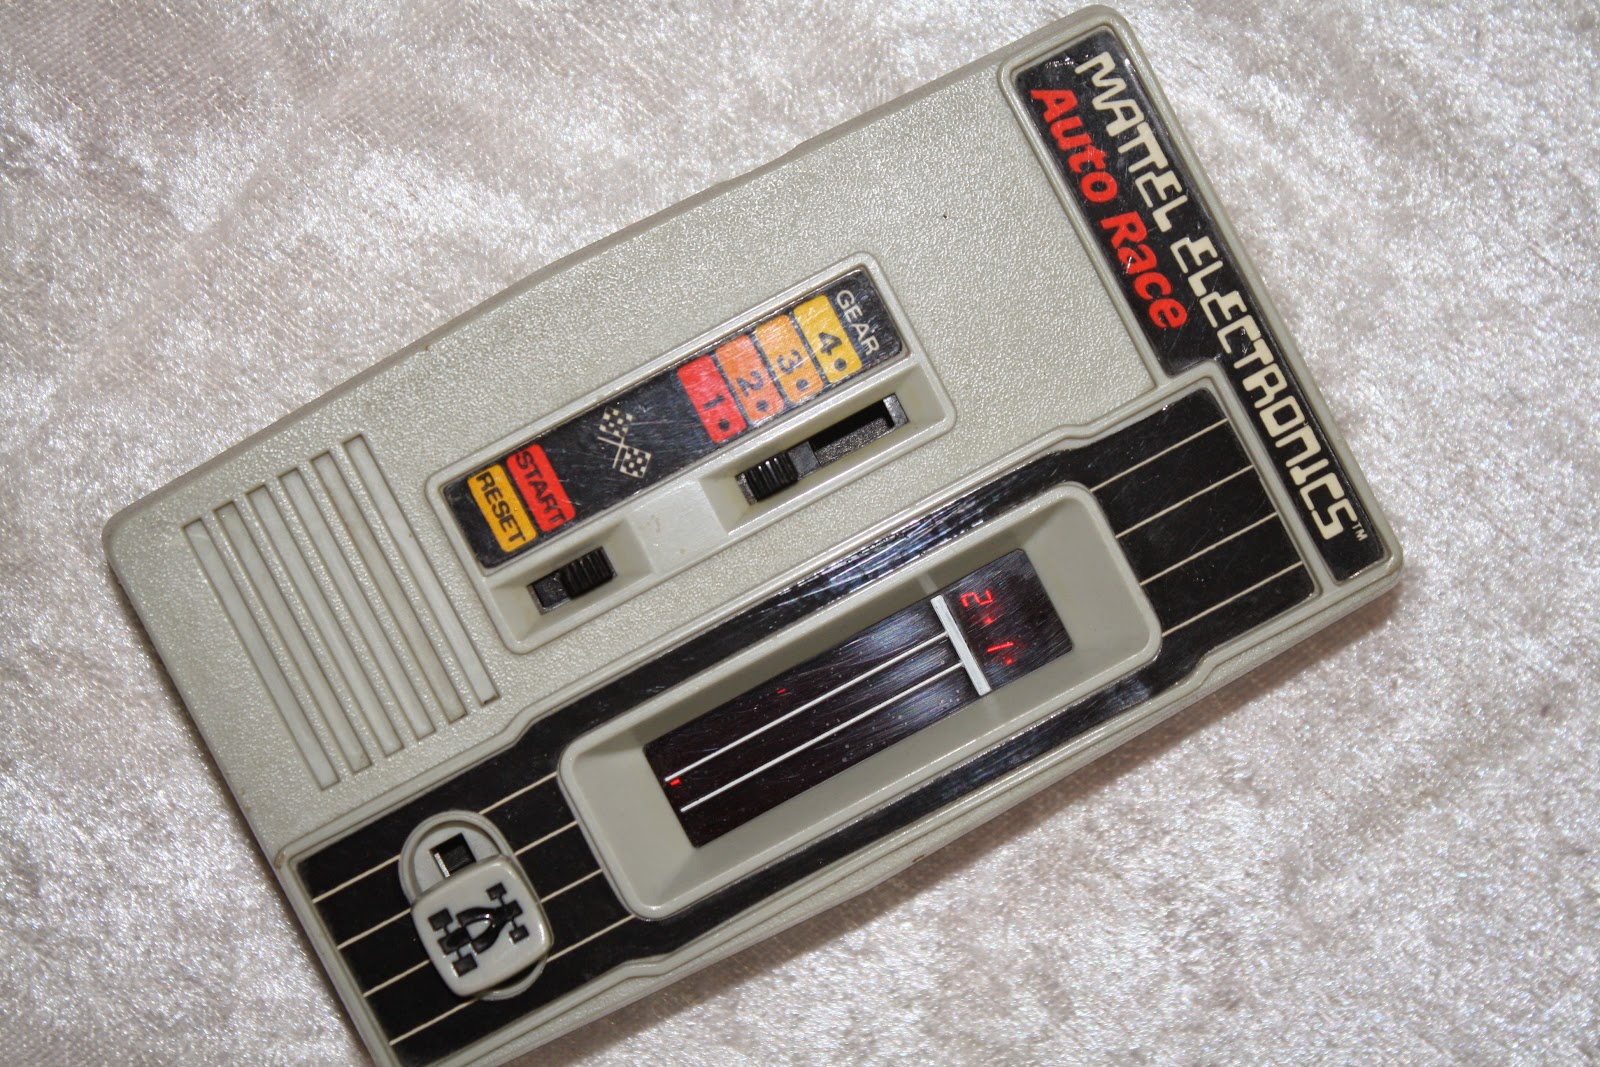 MATTEL ELECTRONICS™
Auto Race
GEAR
4
3
2
1
START
RESET